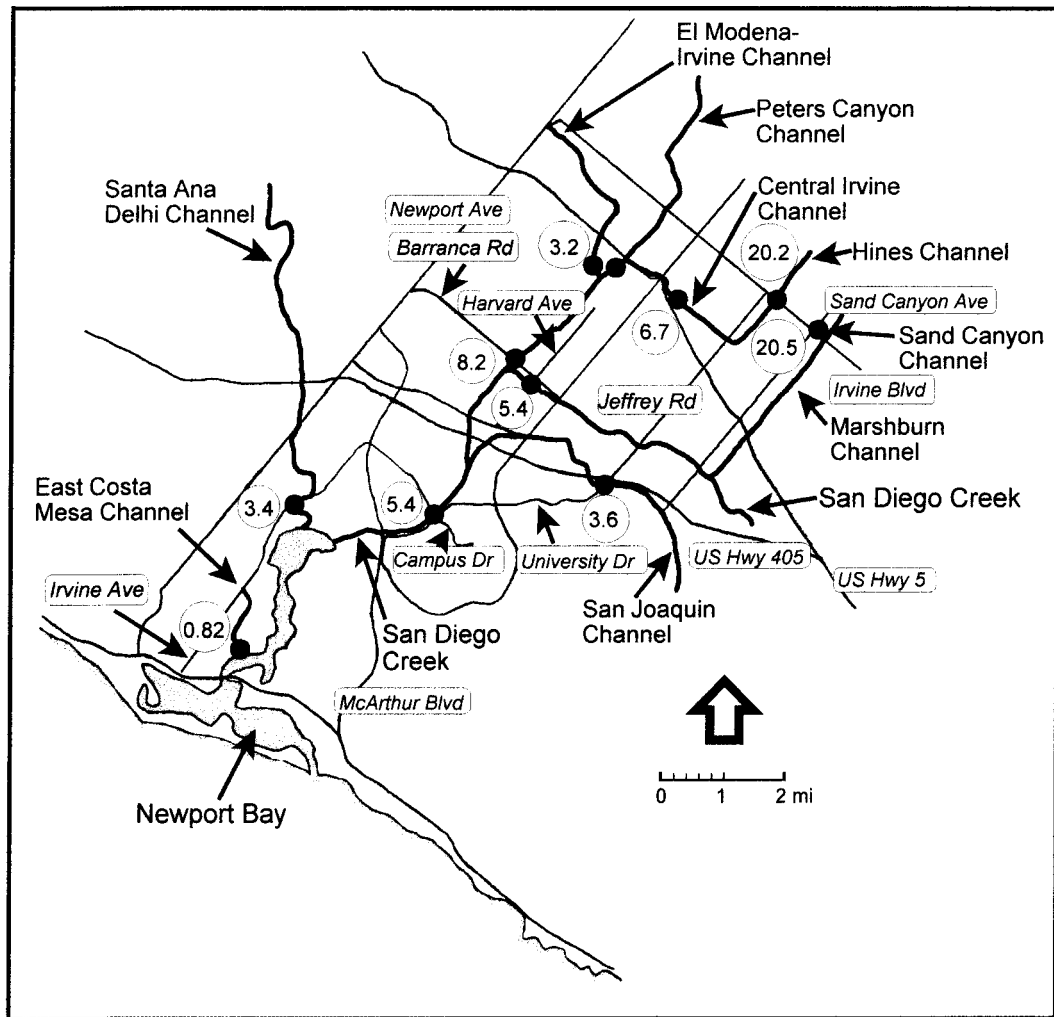 El Modena-
Irvine Channel
Peters Canyon
Channel
Santa Ana
Delhi Channel
Newport Ave
Barranca Rd
Central Irvine
Channel
3.2
20.2
Hines Channel
Harvard Ave
Sand Canyon Ave
6.7
20.5
Sand Canyon
Channel
8.2
Irvine Blvd
5.4
Jeffrey Rd
Marshburn
Channel
East Costa
Mesa Channel
3.4
5.4
3.6
San Diego Creek
Campus Dr
University Dr
US Hwy 405
US Hwy 5
Irvine Ave
0.82
San Diego
Creek
San Joaquin
Channel
McArthur Blvd
Newport Bay
0 1 2 mi